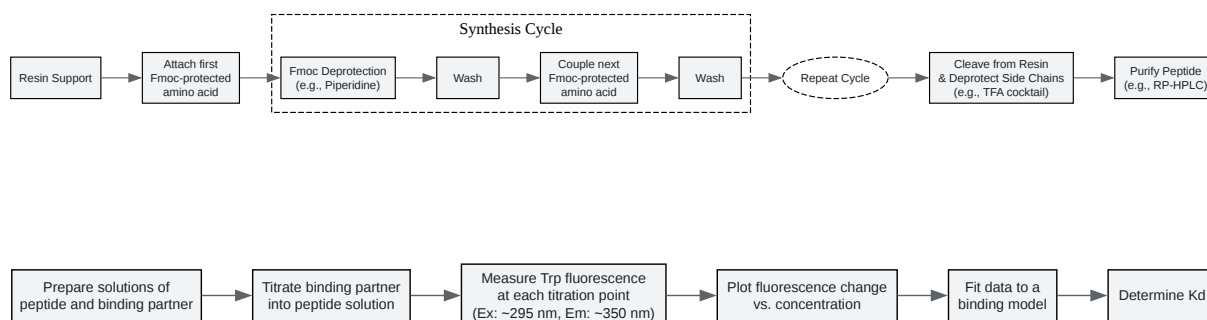 Synthesis Cycle
Resin Support
Attach first
Fmoc-protected
amino acid
Fmoc Deprotection
(e.g., Piperidine)
Wash
Couple next
Fmoc-protected
amino acid
Wash
Repeat Cycle
Cleave from Resin
& Deprotect Side Chains
(e.g., TFA cocktail)
Purify Peptide
(e.g., RP-HPLC)
Prepare solutions of
peptide and binding partner
Titrate binding partner
into peptide solution
Measure Trp fluorescence
at each titration point
(Ex: ~295 nm, Em: ~350 nm)
Plot fluorescence change
vs. concentration
Fit data to a
binding model
Determine Kd